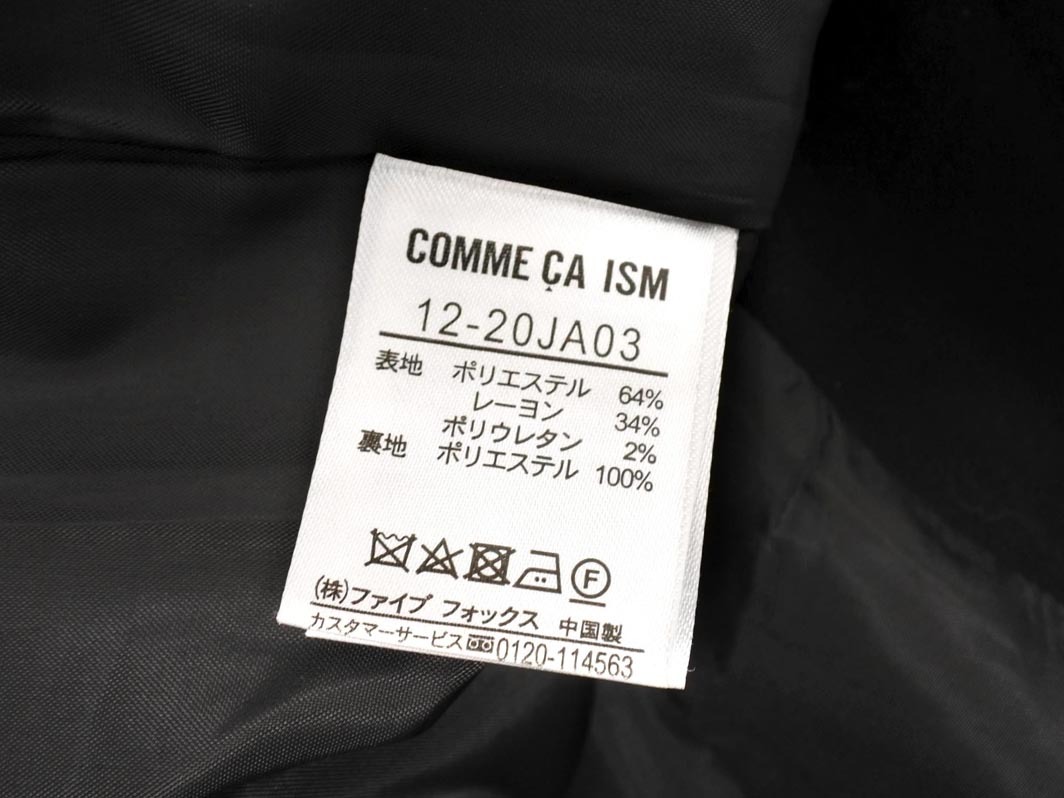 COMME ÇA ISM
12-20JA03
表地 ポリエステル 64%
レーヨン 34%
ポリウレタン 2%
裏地 ポリエステル 100%
F
(株)ファイブ フォックス 中国製
カスタマーサービス 0120-114563